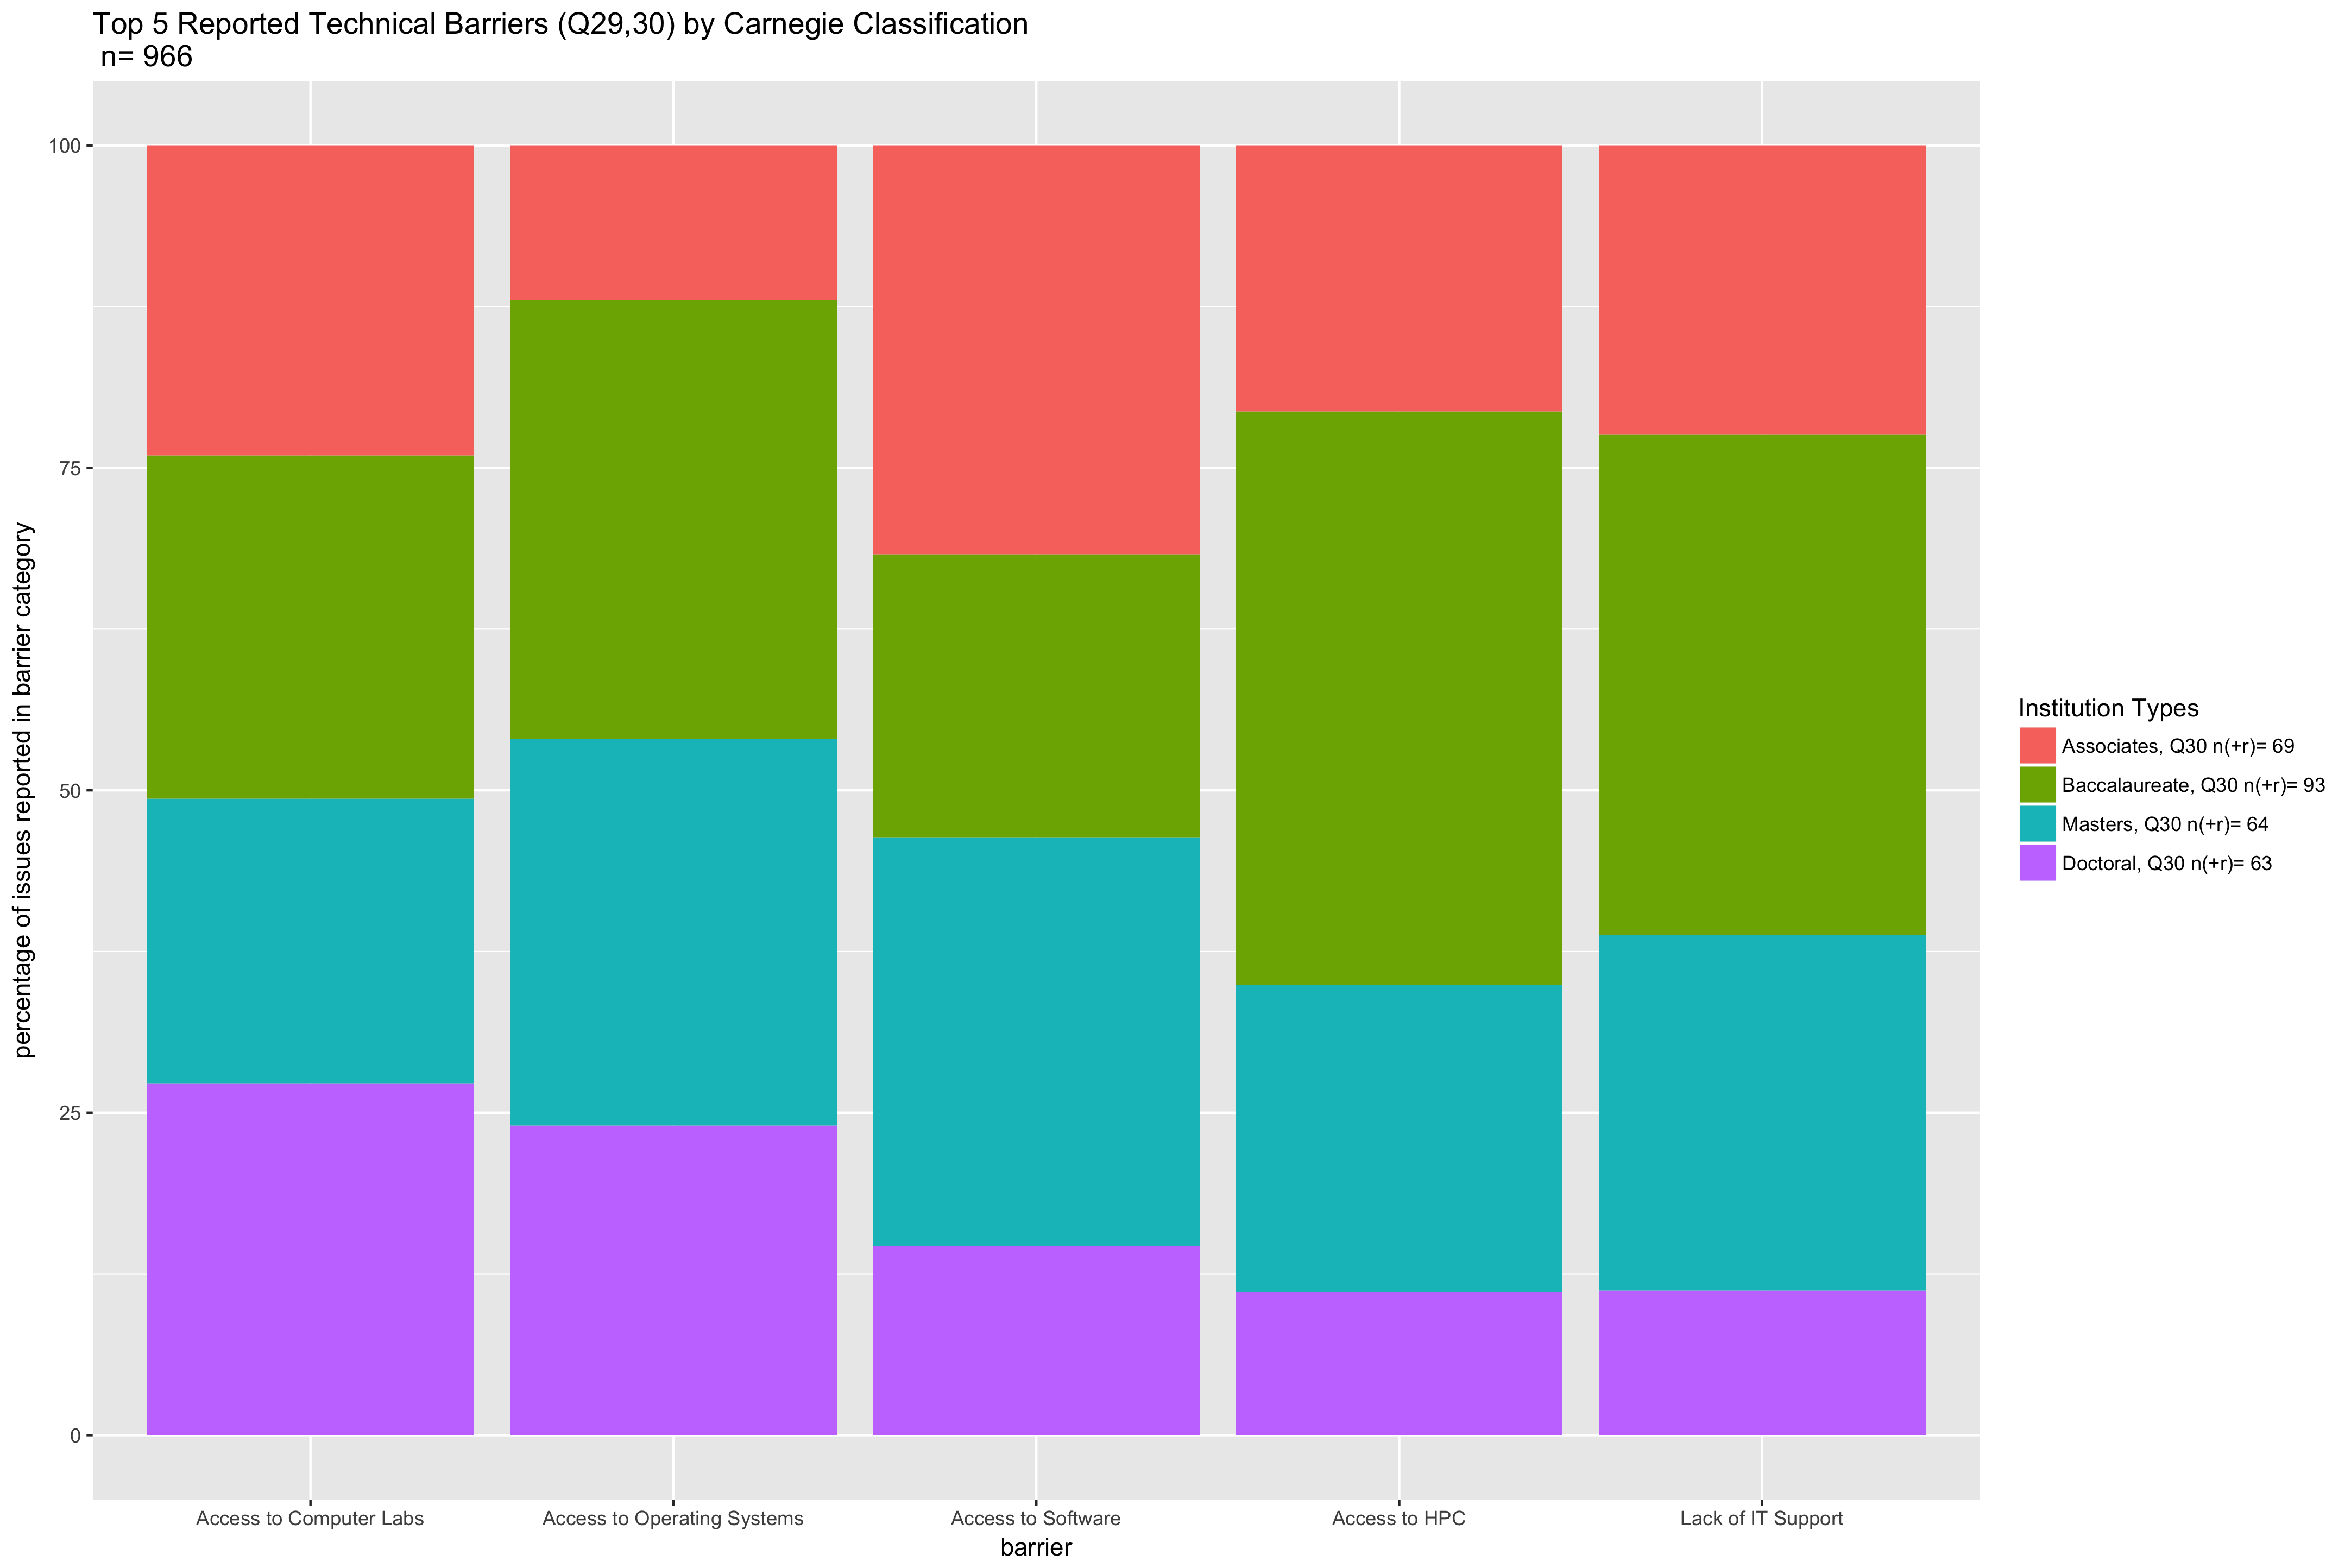 Top 5 Reported Technical Barriers (Q29,30) by Carnegie Classification
n= 966
percentage of issues reported in barrier category
100
75
50
25
0
Access to Computer Labs
Access to Operating Systems
Access to Software
Access to HPC
Lack of IT Support
barrier
Institution Types
Associates, Q30 n(+r)= 69
Baccalaureate, Q30 n(+r)= 93
Masters, Q30 n(+r)= 64
Doctoral, Q30 n(+r)= 63